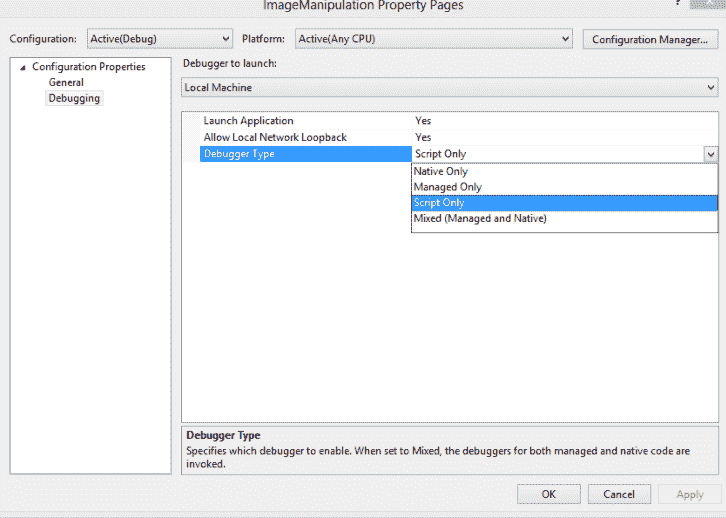 ImageManipulation Property Pages
?
Configuration: Active(Debug) Platform: Active(Any CPU) Configuration Manager...
Configuration Properties
General
Debugging
Debugger to launch:
Local Machine
Launch Application Yes
Allow Local Network Loopback Yes
Debugger Type Script Only
Native Only
Managed Only
Script Only
Mixed (Managed and Native)
Debugger Type
Specifies which debugger to enable. When set to Mixed, the debuggers for both managed and native code are
invoked.
OK Cancel Apply